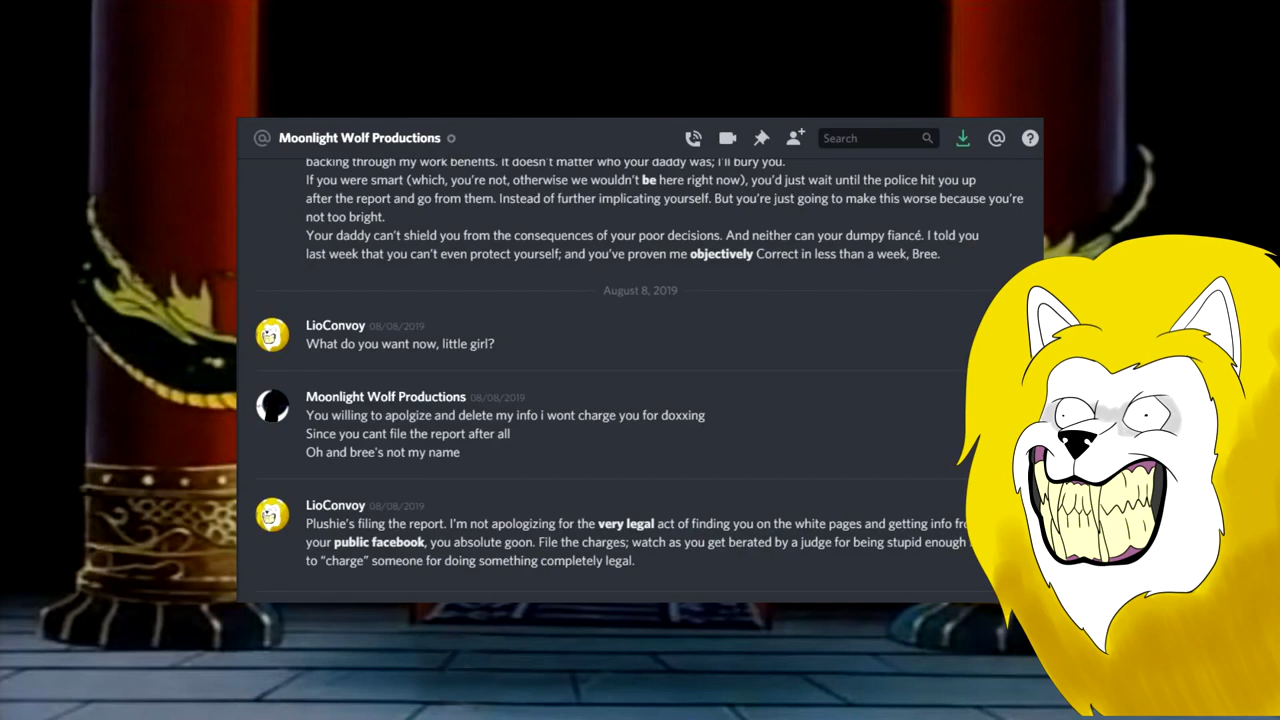 Moonlight Wolf Productions
Search
backing through my work benefits. It doesn't matter who your daddy was; I'll bury you.
If you were smart (which, you're not, otherwise we wouldn't be here right now), you'd just wait until the police hit you up
after the report and go from them. Instead of further implicating yourself. But you're just going to make this worse because you're
not too bright.
Your daddy can't shield you from the consequences of your poor decisions. And neither can your dumpy fiancé. I told you
last week that you can't even protect yourself; and you've proven me objectively Correct in less than a week, Bree.
August 8, 2019
LioConvoy 08/08/2019
What do you want now, little girl?
Moonlight Wolf Productions 08/08/2019
You willing to apolgize and delete my info i wont charge you for doxxing
Since you cant file the report after all
Oh and bree's not my name
LioConvoy 08/08/2019
Plushie's filing the report. I'm not apologizing for the very legal act of finding you on the white pages and getting info
your public facebook, you absolute goon. File the charges; watch as you get berated by a judge for being stupid enough
to “charge” someone for doing something completely legal.